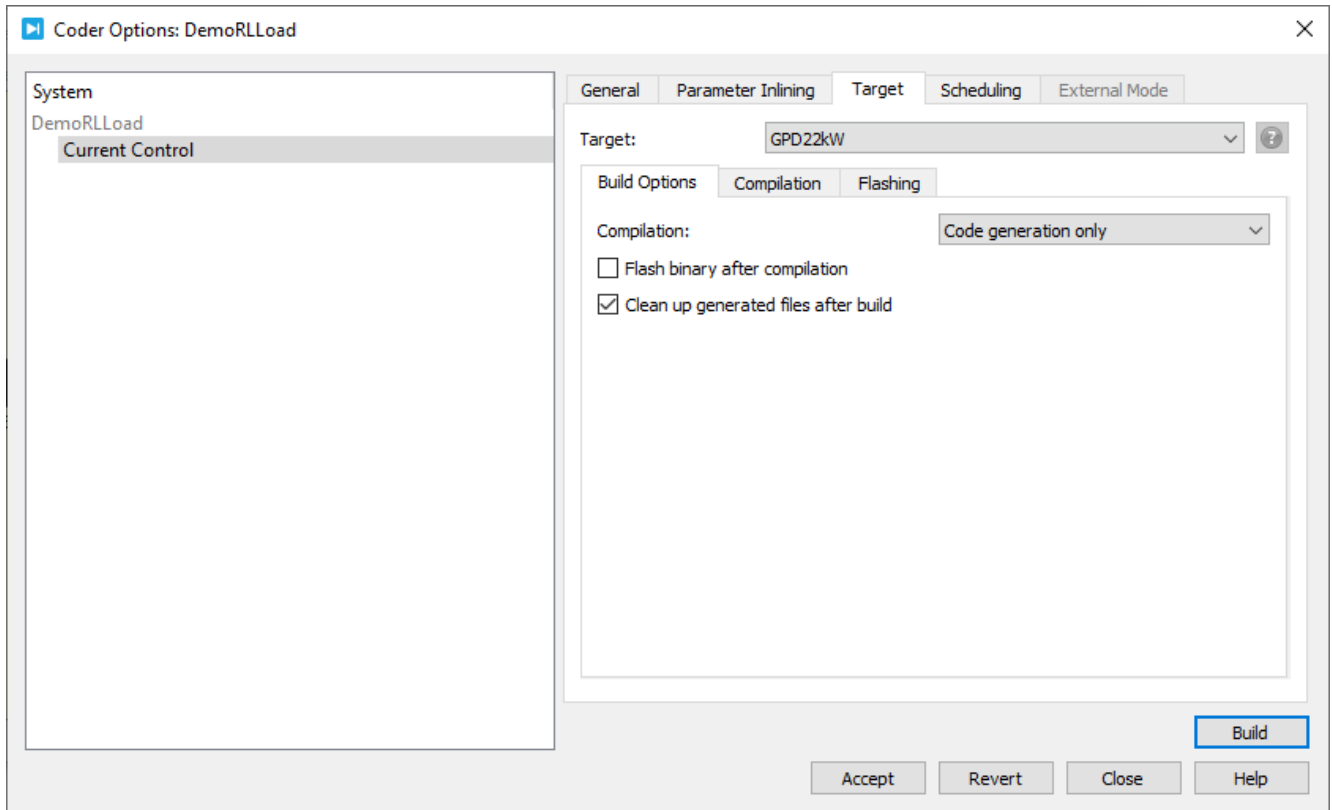 Coder Options: DemoRLLoad
System
DemoRLLoad
Current Control
General Parameter Inlining Target Scheduling External Mode
Target: GPD22kW
Build Options Compilation Flashing
Compilation: Code generation only
Flash binary after compilation
Clean up generated files after build
Build
Accept Revert Close Help